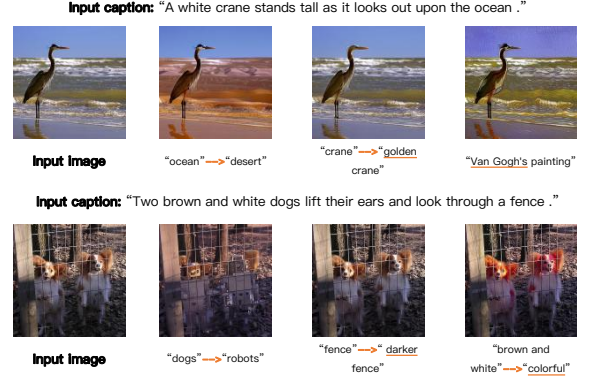 Input caption: “A white crane stands tall as it looks out upon the ocean .”
Input image
“ocean”-->“desert”
“crane”-->“golden
crane”
“Van Gogh's painting”
Input caption: “Two brown and white dogs lift their ears and look through a fence .”
Input image
“dogs”-->“robots”
“fence”-->“ darker
fence”
“brown and
white”-->“colorful”